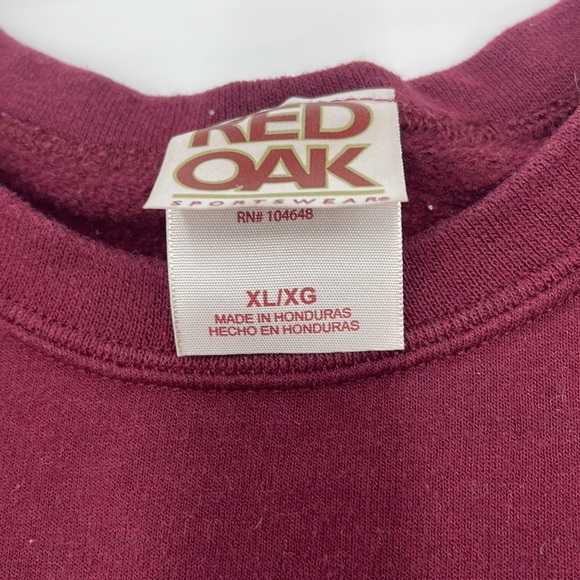 RED
OAK
SPORTSWEAR®
RN# 104648
XL/XG
MADE IN HONDURAS
HECHO EN HONDURAS